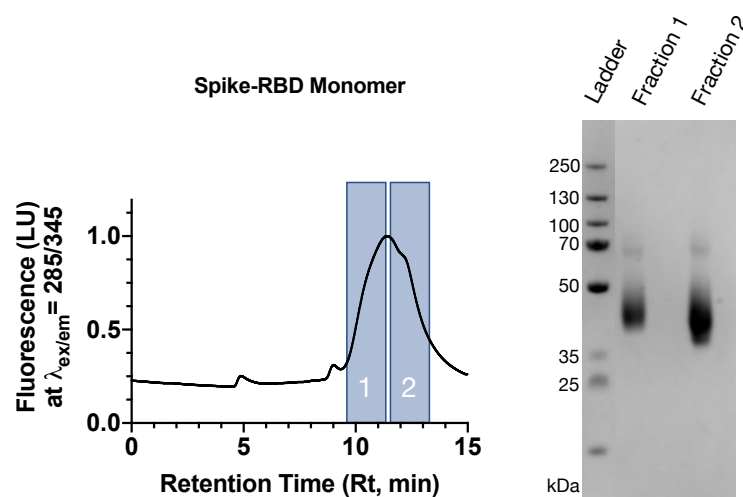 Spike-RBD Monomer
Fluorescence (LU)
at λex/em= 285/345
1.0
0.5
0.0
1
2
0
5
10
15
Retention Time (Rt, min)
Ladder
Fraction 1
Fraction 2
250
130
100
70
50
35
25
kDa